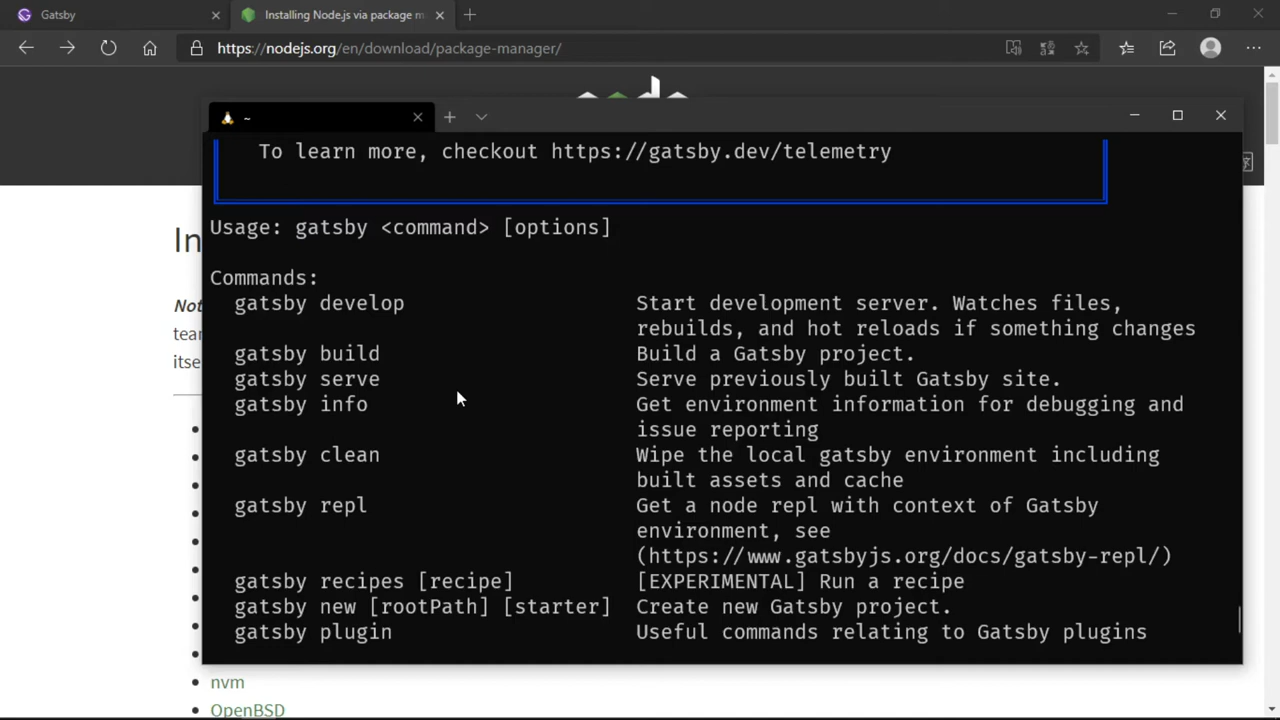 Gatsby
Installing Node.js via package m
https://nodejs.org/en/download/package-manager/
~
To learn more, checkout https://gatsby.dev/telemetry
Usage: gatsby <command> [options]
In
Commands:
Not
gatsby develop Start development server. Watches files,
team
rebuilds, and hot reloads if something changes
itse
gatsby build Build a Gatsby project.
gatsby serve Serve previously built Gatsby site.
gatsby info Get environment information for debugging and
issue reporting
gatsby clean Wipe the local gatsby environment including
built assets and cache
gatsby repl Get a node repl with context of Gatsby
environment, see
(https://www.gatsbyjs.org/docs/gatsby-repl/)
gatsby recipes [recipe] [EXPERIMENTAL] Run a recipe
gatsby new [rootPath] [starter] Create new Gatsby project.
gatsby plugin Useful commands relating to Gatsby plugins
nvm
OpenBSD